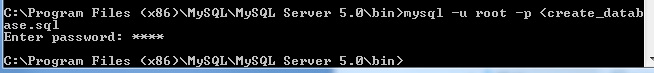 C:\Program Files (x86)\MySQL\MySQL Server 5.0\bin>mysql -u root -p <create_datab
ase.sql
Enter password: ****
C:\Program Files (x86)\MySQL\MySQL Server 5.0\bin>